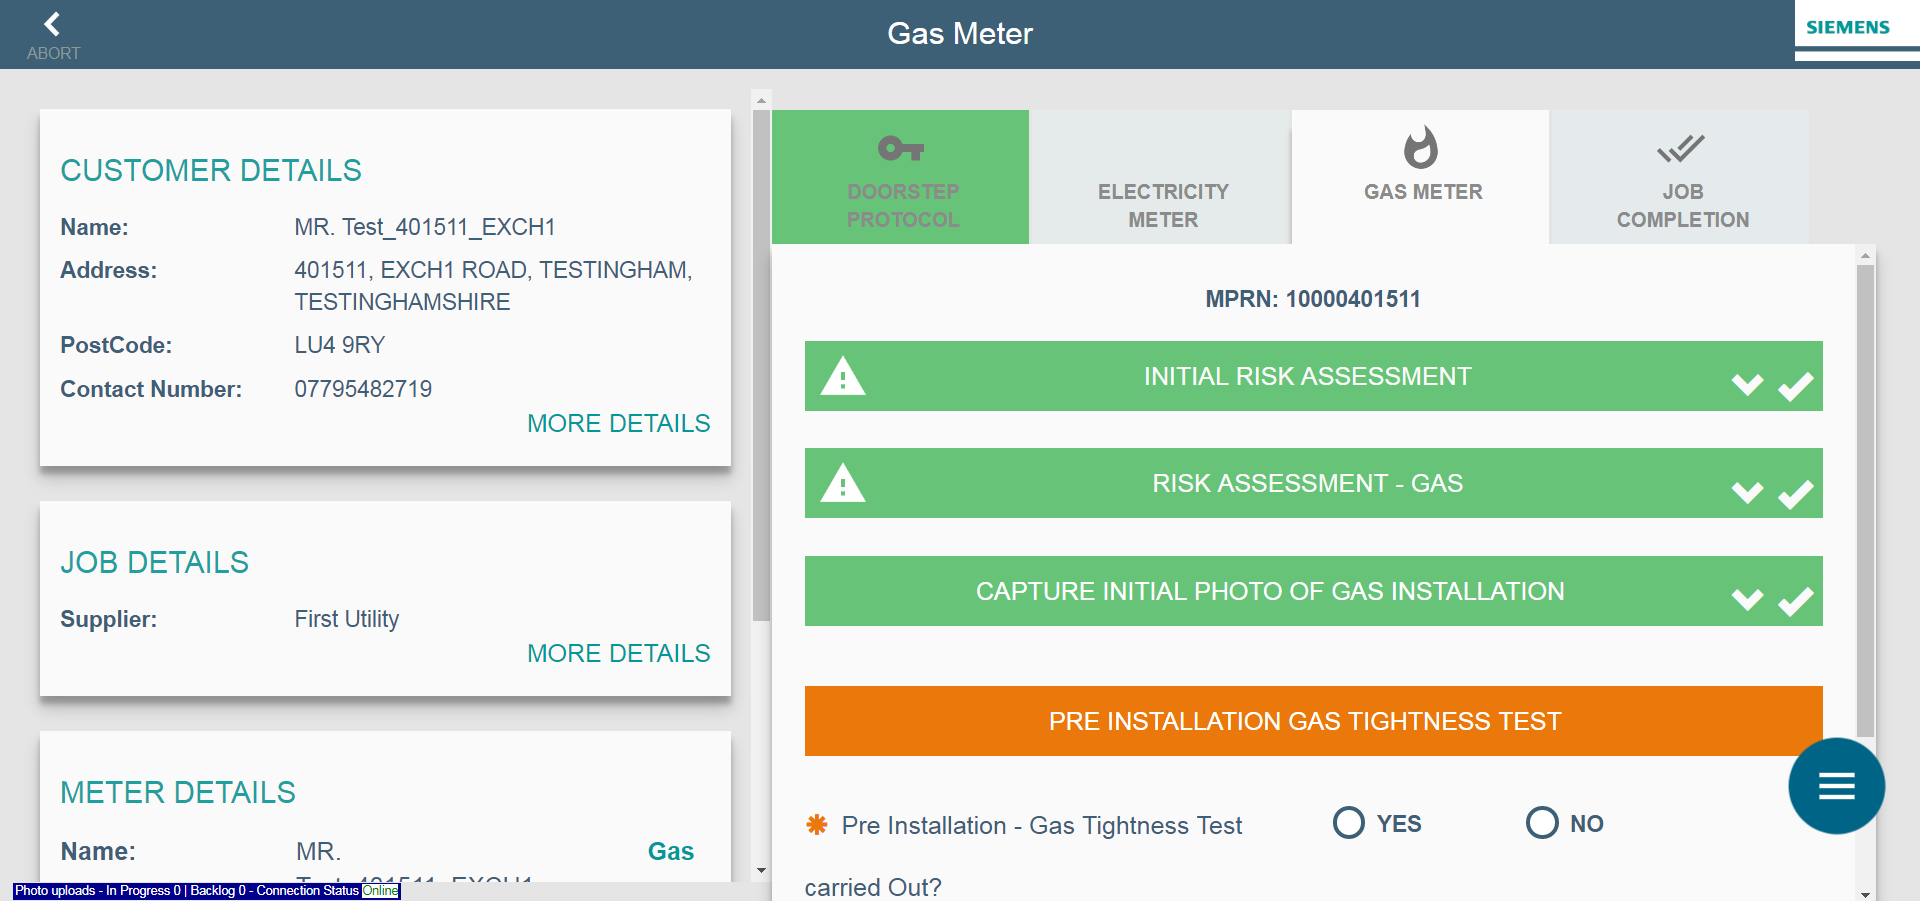 ABORT
Gas Meter
SIEMENS
CUSTOMER DETAILS
Name: MR. Test_401511_EXCH1
Address: 401511, EXCH1 ROAD, TESTINGHAM,
TESTINGHAMSHIRE
PostCode: LU4 9RY
Contact Number: 07795482719
MORE DETAILS
JOB DETAILS
Supplier: First Utility
MORE DETAILS
METER DETAILS
Name: MR. Gas
Test_401511_EXCH1
Photo uploads - In Progress 0 | Backlog 0 - Connection Status Online
DOORSTEP
PROTOCOL
ELECTRICITY
METER
GAS METER
JOB
COMPLETION
MPRN: 10000401511
INITIAL RISK ASSESSMENT
RISK ASSESSMENT - GAS
CAPTURE INITIAL PHOTO OF GAS INSTALLATION
PRE INSTALLATION GAS TIGHTNESS TEST
Pre Installation - Gas Tightness Test YES NO
carried Out?